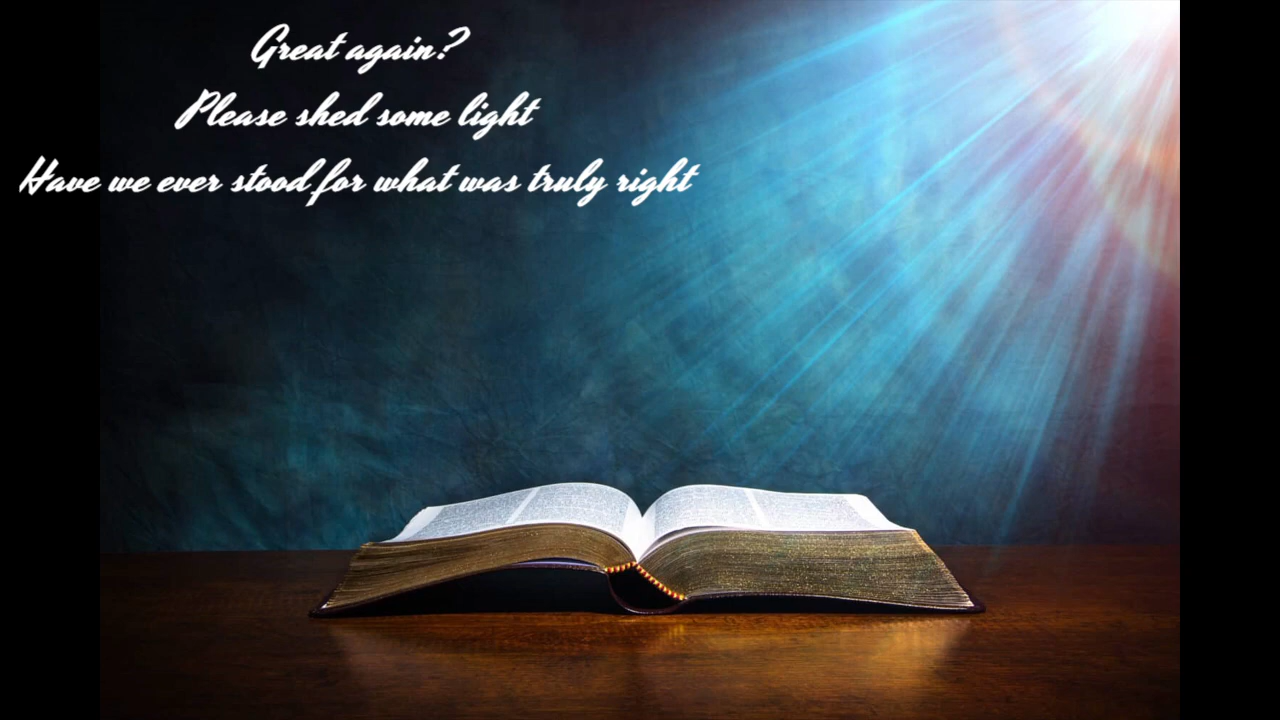 Great again?
Please shed some light
Have we ever stood for what was truly right